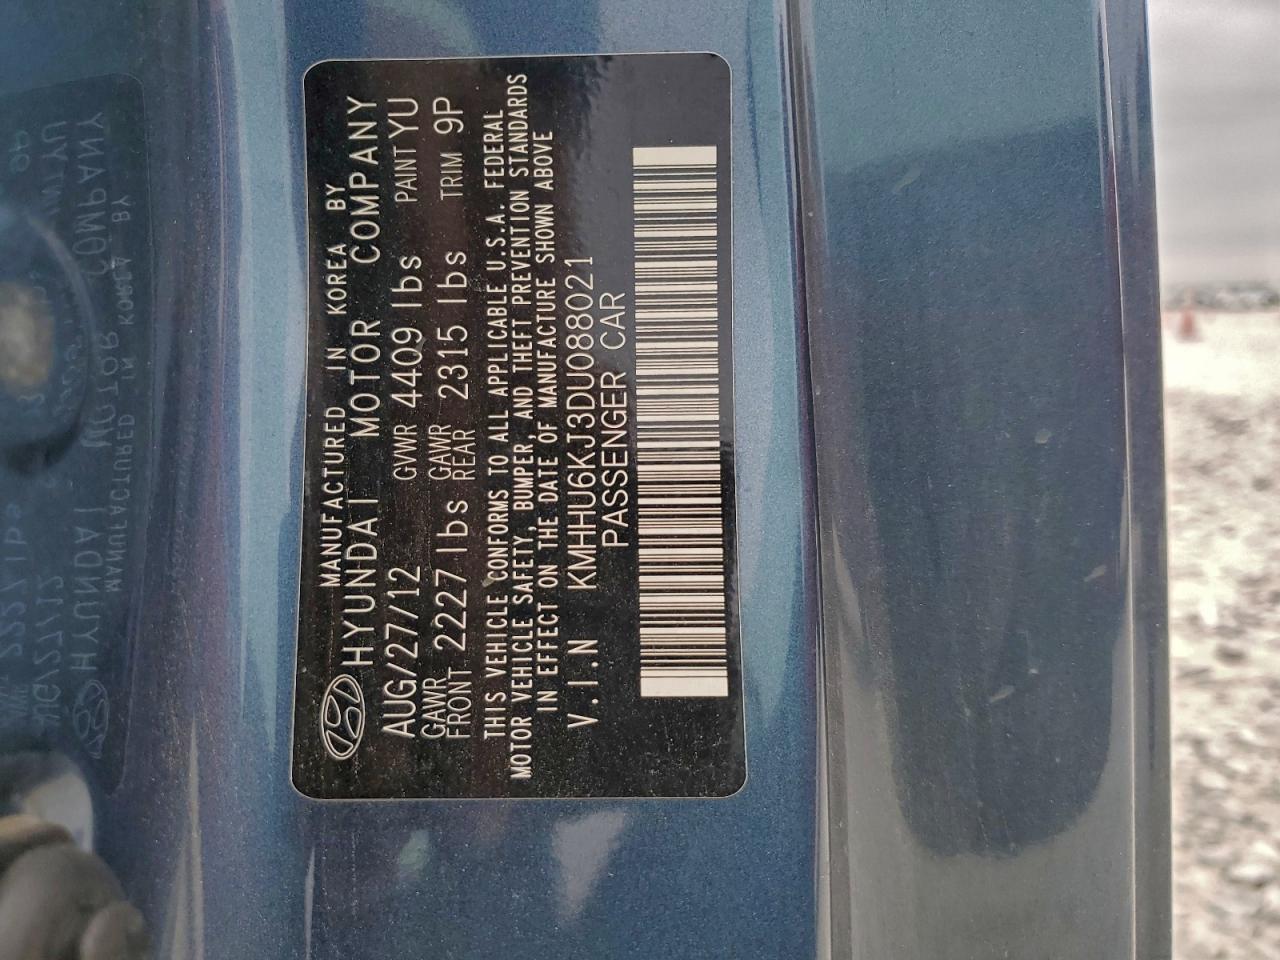 MANUFACTURED IN KOREA BY
HYUNDAI MOTOR COMPANY
AUG/27/12 GVWR 4409 lbs PAINT YU
GAWR FRONT 2227 lbs GAWR REAR 2315 lbs TRIM 9P
THIS VEHICLE CONFORMS TO ALL APPLICABLE U.S.A. FEDERAL
MOTOR VEHICLE SAFETY, BUMPER, AND THEFT PREVENTION STANDARDS
IN EFFECT ON THE DATE OF MANUFACTURE SHOWN ABOVE
V.I.N KMHHU6KJ3DU088021
PASSENGER CAR